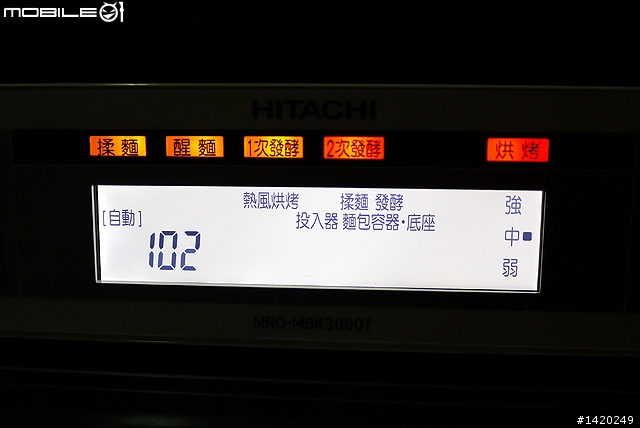 MOBILE01
HITACHI
揉麵 醒麵 1次發酵 2次發酵 烘烤
熱風烘烤 揉麵 發酵 強
[自動] 投入器 麵包容器・底座
102 中■
弱
MRO-MBK3000T
#1420249